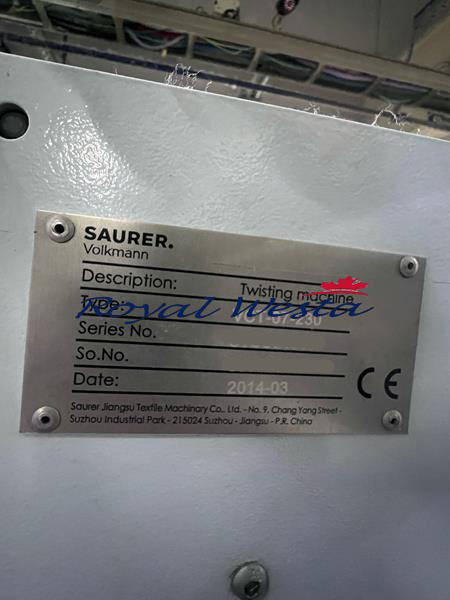 SAURER.
Volkmann
Description: Twisting machine
Type:
Royal Westa
Series No.
So.No.
Date: 2014-03
CE
Saurer Jiangsu Textile Machinery Co., Ltd. - No. 9, Chang Yang Street -
Suzhou Industrial Park - 215024 Suzhou - Jiangsu - P.R. China